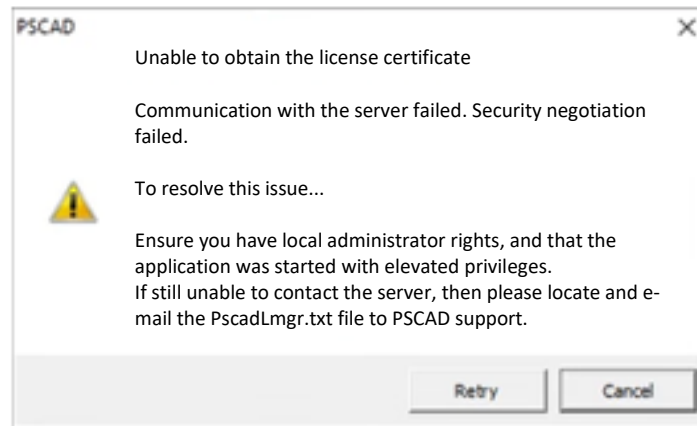 PSCAD
Unable to obtain the license certificate
Communication with the server failed. Security negotiation
failed.
To resolve this issue...
Ensure you have local administrator rights, and that the
application was started with elevated privileges.
If still unable to contact the server, then please locate and e-
mail the PscadLmgr.txt file to PSCAD support.
Retry Cancel